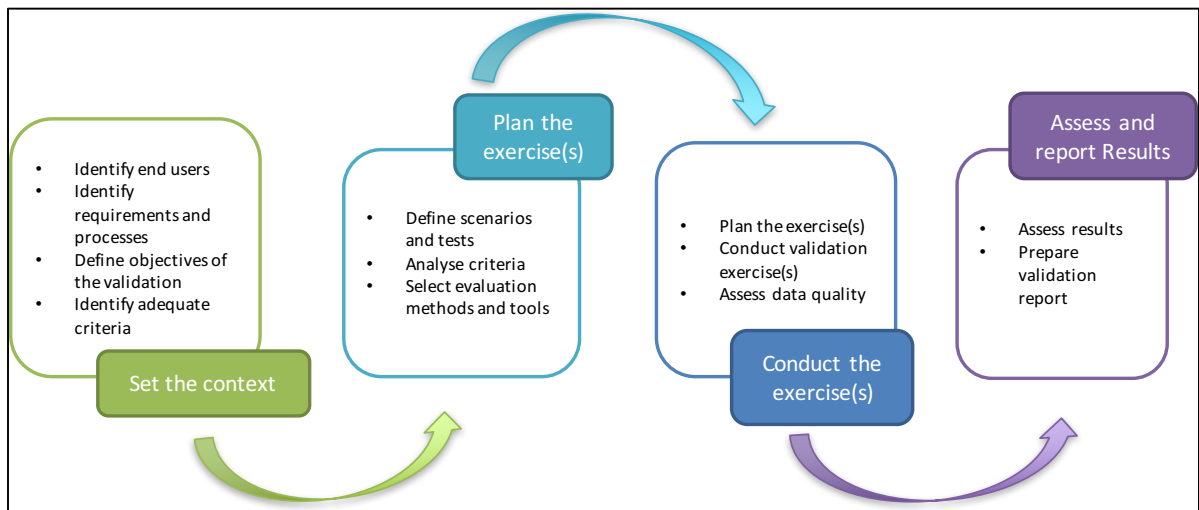 • Identify end users
• Identify
requirements and
processes
• Define objectives of
the validation
• Identify adequate
criteria
Set the context
Plan the
exercise(s)
• Define scenarios
and tests
• Analyse criteria
• Select evaluation
methods and tools
• Plan the exercise(s)
• Conduct validation
exercise(s)
• Assess data quality
Conduct the
exercise(s)
Assess and
report Results
• Assess results
• Prepare
validation
report